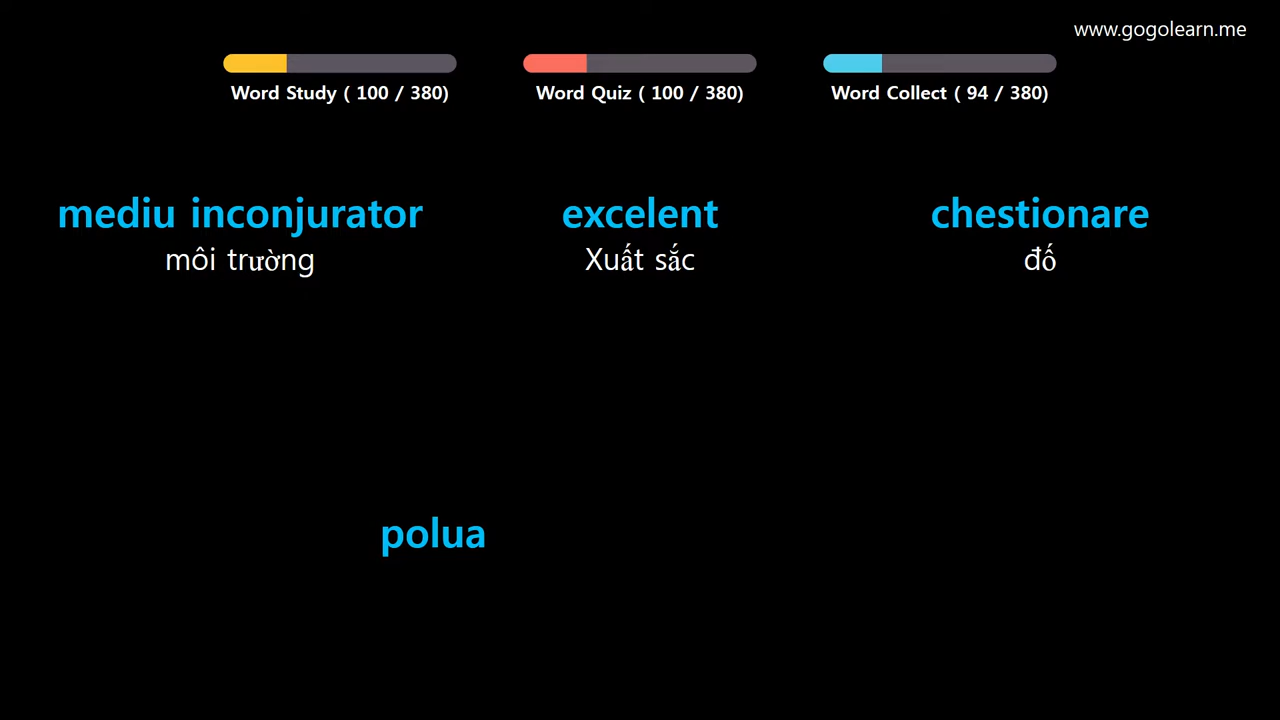 www.gogolearn.me
Word Study ( 100 / 380)
Word Quiz ( 100 / 380)
Word Collect ( 94 / 380)
mediu inconjurator
môi trường
excelent
Xuất sắc
chestionare
đố
polua